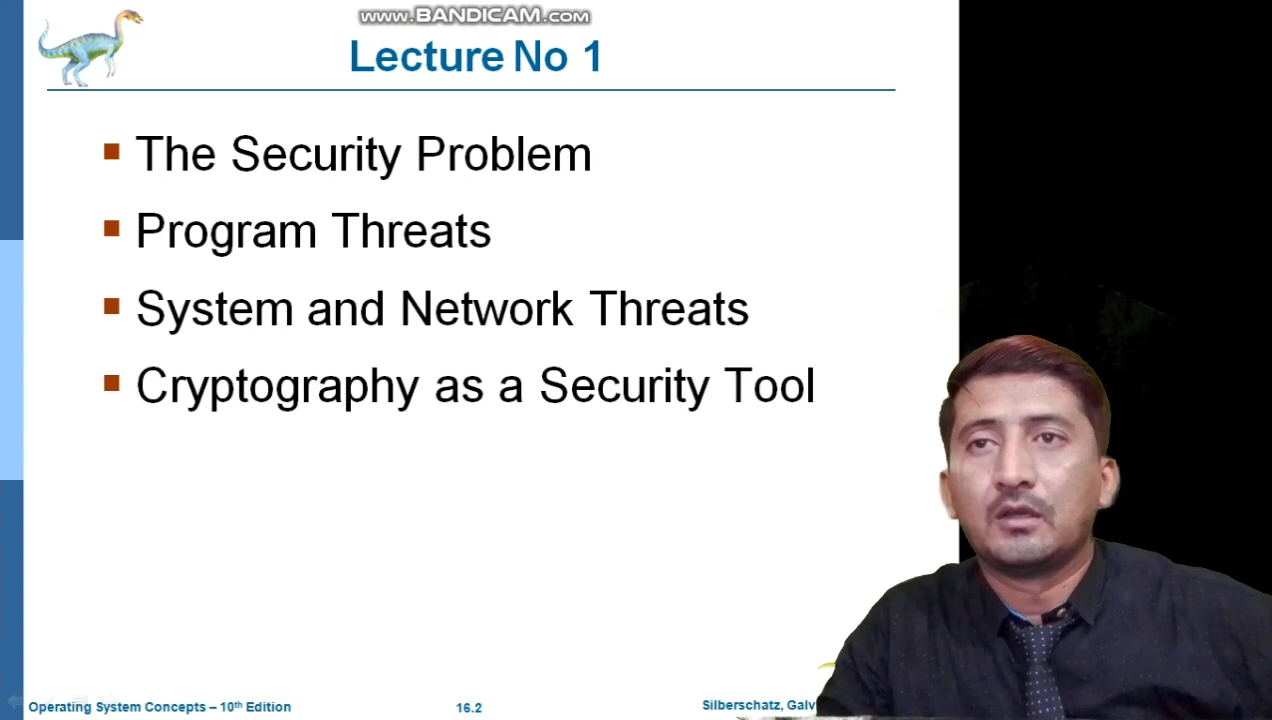 www.BANDICAM.com
Lecture No 1
The Security Problem
Program Threats
System and Network Threats
Cryptography as a Security Tool
Operating System Concepts – 10th Edition
16.2
Silberschatz,